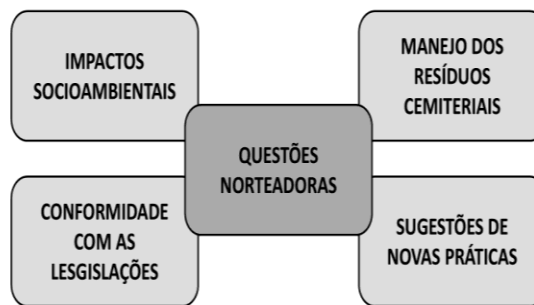 IMPACTOS
SOCIOAMBIENTAIS
MANEJO DOS
RESÍDUOS
CEMITERIAIS
QUESTÕES
NORTEADORAS
CONFORMIDADE
COM AS
LESGISLAÇÕES
SUGESTÕES DE
NOVAS PRÁTICAS